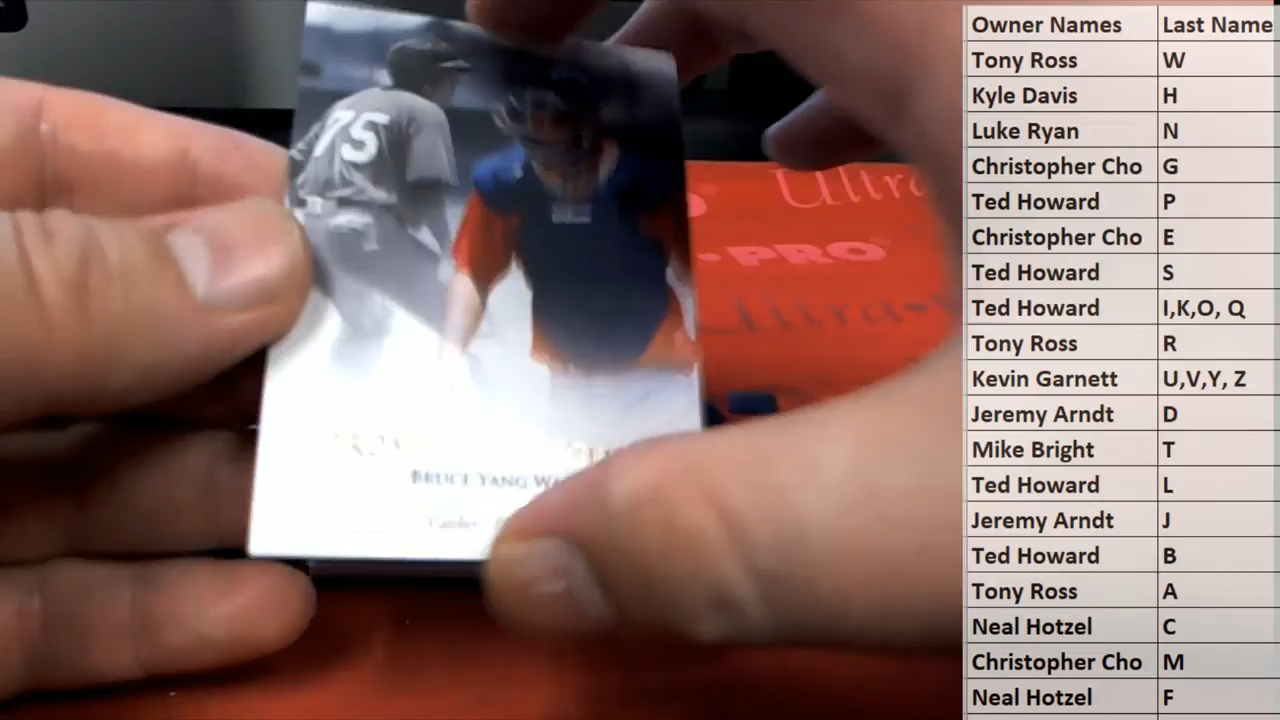 Owner Names Last Name
Tony Ross W
Kyle Davis H
Luke Ryan N
Christopher Cho G
Ted Howard P
Christopher Cho E
Ted Howard S
Ted Howard I,K,O, Q
Tony Ross R
Kevin Garnett U,V,Y, Z
Jeremy Arndt D
Mike Bright T
Ted Howard L
Jeremy Arndt J
Ted Howard B
Tony Ross A
Neal Hotzel C
Christopher Cho M
Neal Hotzel F
75
Ultra
-PRO®
Ultra-
BRUCE YANG
Catcher